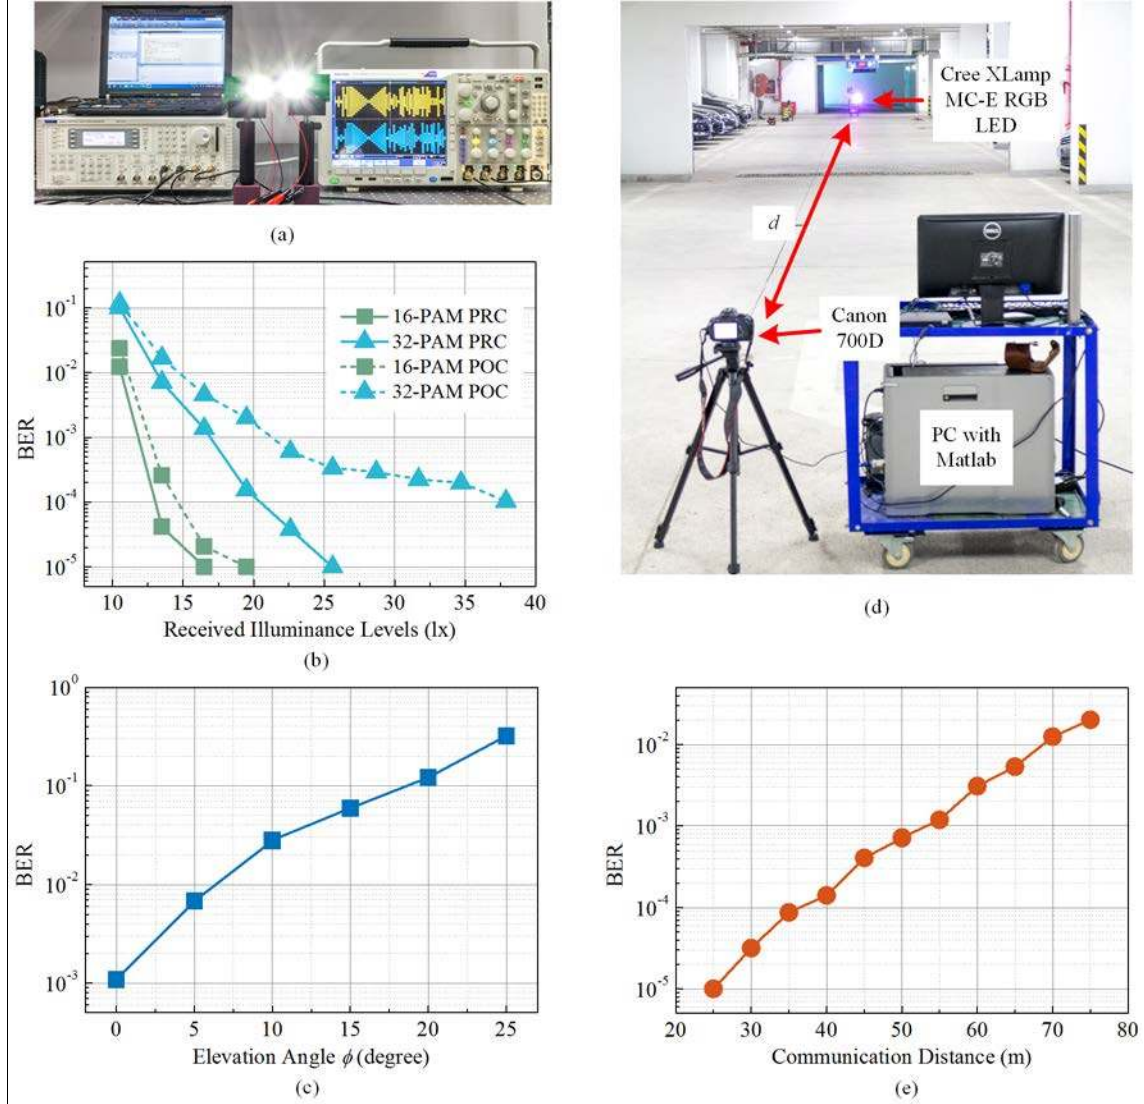 (a)
10⁻¹
10⁻²
10⁻³
10⁻⁴
10⁻⁵
BER
16-PAM PRC
32-PAM PRC
16-PAM POC
32-PAM POC
10 15 20 25 30 35 40
Received Illuminance Levels (lx)
(b)
10⁰
10⁻¹
10⁻²
10⁻³
BER
0 5 10 15 20 25
Elevation Angle ϕ (degree)
(c)
Cree XLamp
MC-E RGB
LED
d
DELL
Canon
700D
PC with
Matlab
(d)
10⁻²
10⁻³
10⁻⁴
10⁻⁵
BER
20 30 40 50 60 70 80
Communication Distance (m)
(e)